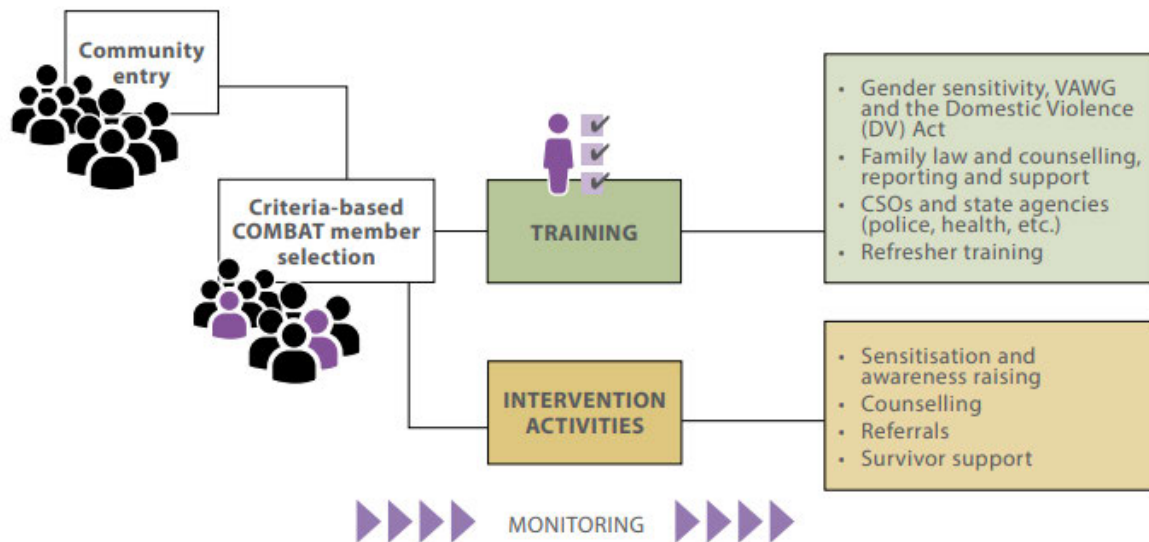 Community
entry
Criteria-based
COMBAT member
selection
TRAINING
• Gender sensitivity, VAWG
and the Domestic Violence
(DV) Act
• Family law and counselling,
reporting and support
• CSOs and state agencies
(police, health, etc.)
• Refresher training
INTERVENTION
ACTIVITIES
• Sensitisation and
awareness raising
• Counselling
• Referrals
• Survivor support
MONITORING